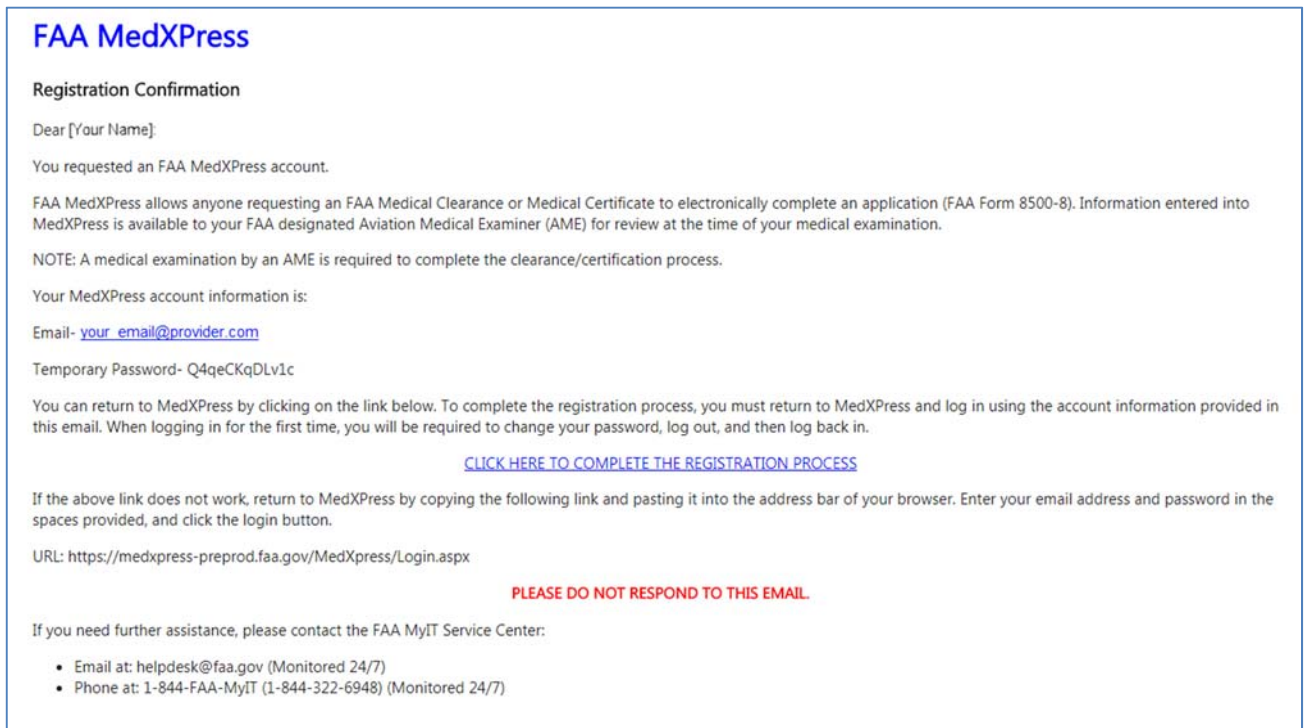 FAA MedXPress
Registration Confirmation
Dear [Your Name]:
You requested an FAA MedXPress account.
FAA MedXPress allows anyone requesting an FAA Medical Clearance or Medical Certificate to electronically complete an application (FAA Form 8500-8). Information entered into
MedXPress is available to your FAA designated Aviation Medical Examiner (AME) for review at the time of your medical examination.
NOTE: A medical examination by an AME is required to complete the clearance/certification process.
Your MedXPress account information is:
Email- your_email@provider.com
Temporary Password- Q4qeCKqDLv1c
You can return to MedXPress by clicking on the link below. To complete the registration process, you must return to MedXPress and log in using the account information provided in
this email. When logging in for the first time, you will be required to change your password, log out, and then log back in.
CLICK HERE TO COMPLETE THE REGISTRATION PROCESS
If the above link does not work, return to MedXPress by copying the following link and pasting it into the address bar of your browser. Enter your email address and password in the
spaces provided, and click the login button.
URL: https://medxpress-preprod.faa.gov/MedXpress/Login.aspx
PLEASE DO NOT RESPOND TO THIS EMAIL.
If you need further assistance, please contact the FAA MyIT Service Center:
• Email at: helpdesk@faa.gov (Monitored 24/7)
• Phone at: 1-844-FAA-MyIT (1-844-322-6948) (Monitored 24/7)